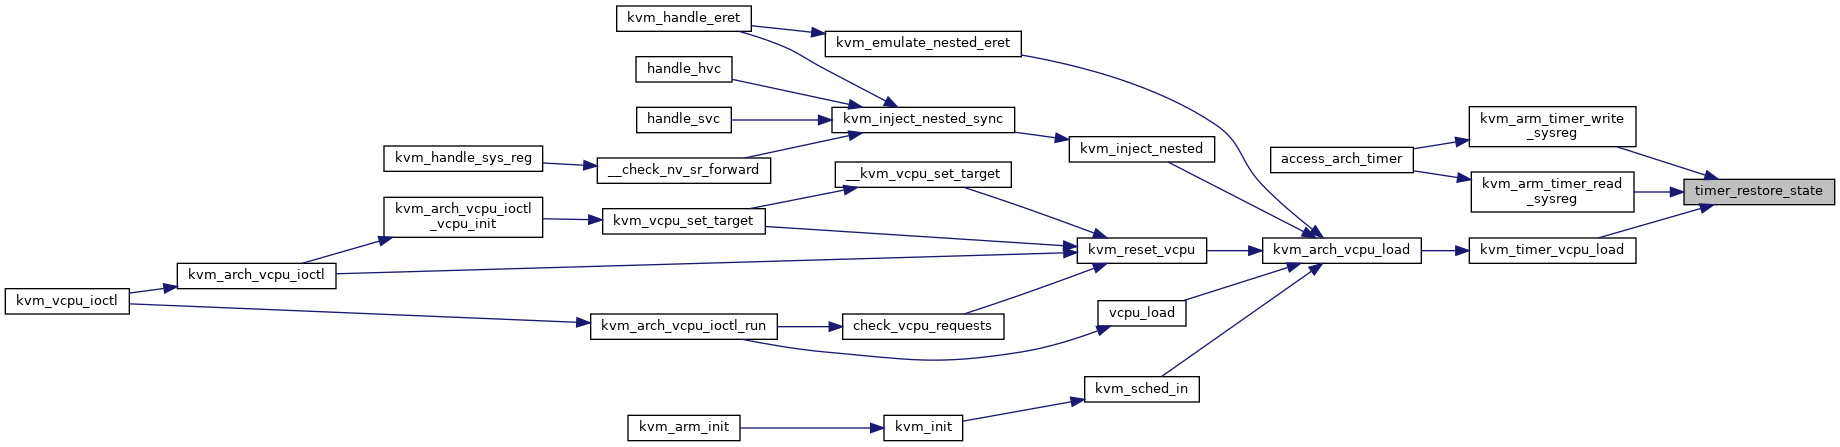 kvm_handle_eret
kvm_emulate_nested_eret
handle_hvc
handle_svc
kvm_inject_nested_sync
kvm_arm_timer_write
_sysreg
kvm_inject_nested
access_arch_timer
kvm_handle_sys_reg
__check_nv_sr_forward
__kvm_vcpu_set_target
kvm_arm_timer_read
_sysreg
timer_restore_state
kvm_arch_vcpu_ioctl
_vcpu_init
kvm_vcpu_set_target
kvm_reset_vcpu
kvm_arch_vcpu_load
kvm_timer_vcpu_load
kvm_arch_vcpu_ioctl
kvm_vcpu_ioctl
vcpu_load
kvm_arch_vcpu_ioctl_run
check_vcpu_requests
kvm_sched_in
kvm_arm_init
kvm_init